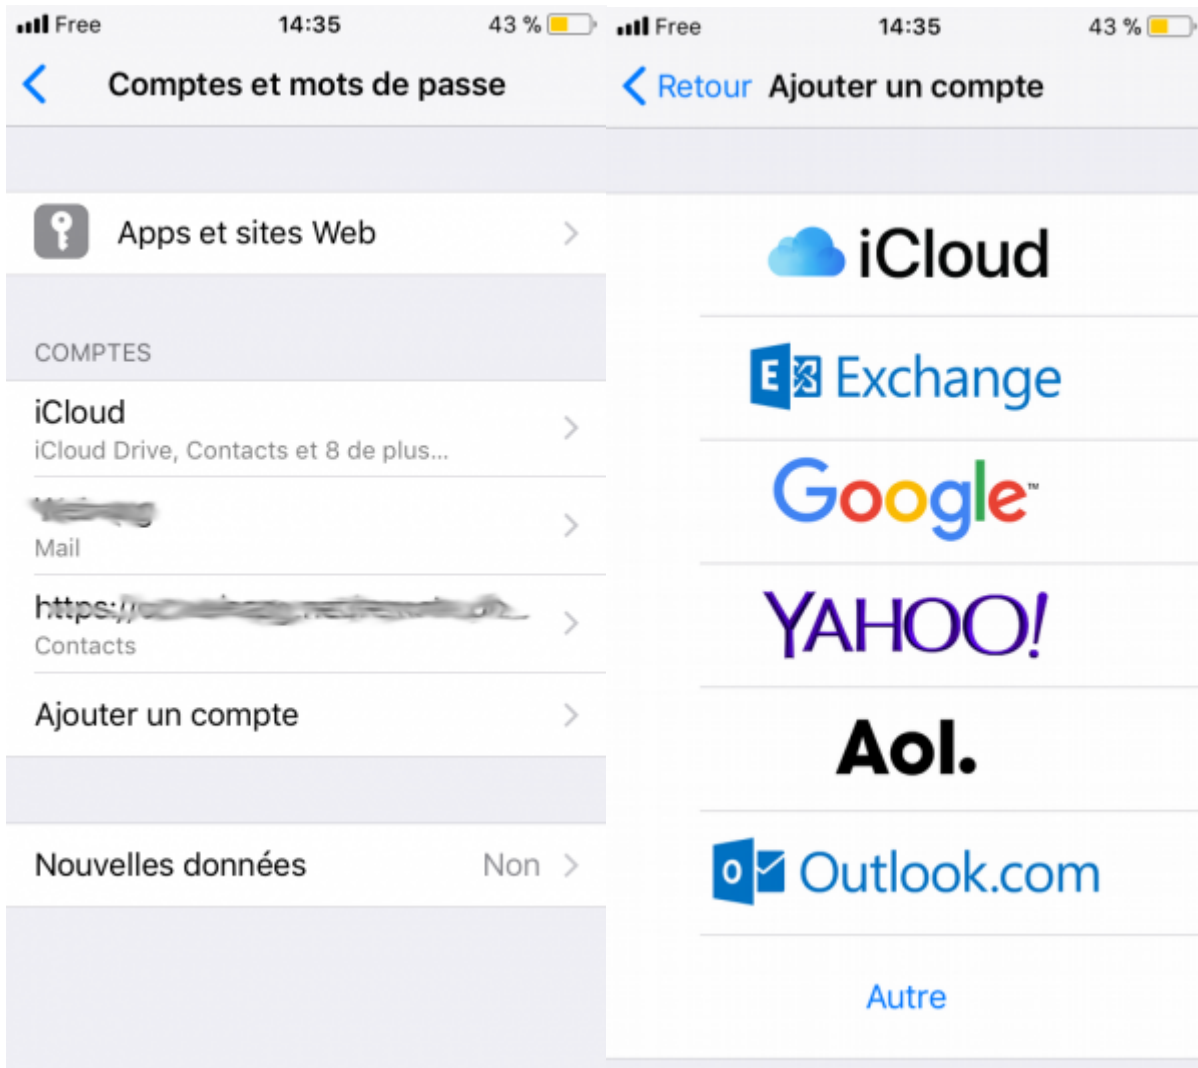 Free 14:35 43 %
Comptes et mots de passe
Apps et sites Web
COMPTES
iCloud
iCloud Drive, Contacts et 8 de plus...
Mail
https://
Contacts
Ajouter un compte
Nouvelles données Non
Free 14:35 43 %
Retour Ajouter un compte
iCloud
E Exchange
Google™
YAHOO!
Aol.
O Outlook.com
Autre